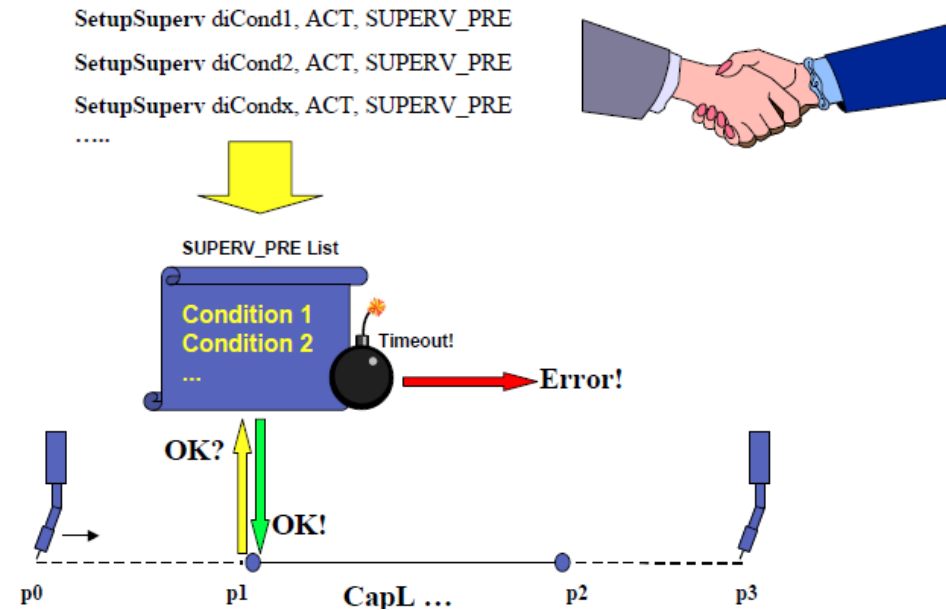 SetupSuperv diCond1, ACT, SUPERV_PRE
SetupSuperv diCond2, ACT, SUPERV_PRE
SetupSuperv diCondx, ACT, SUPERV_PRE
.....
SUPERV_PRE List
Condition 1
Condition 2
...
Timeout!
Error!
OK?
OK!
p0
p1
CapL ...
p2
p3